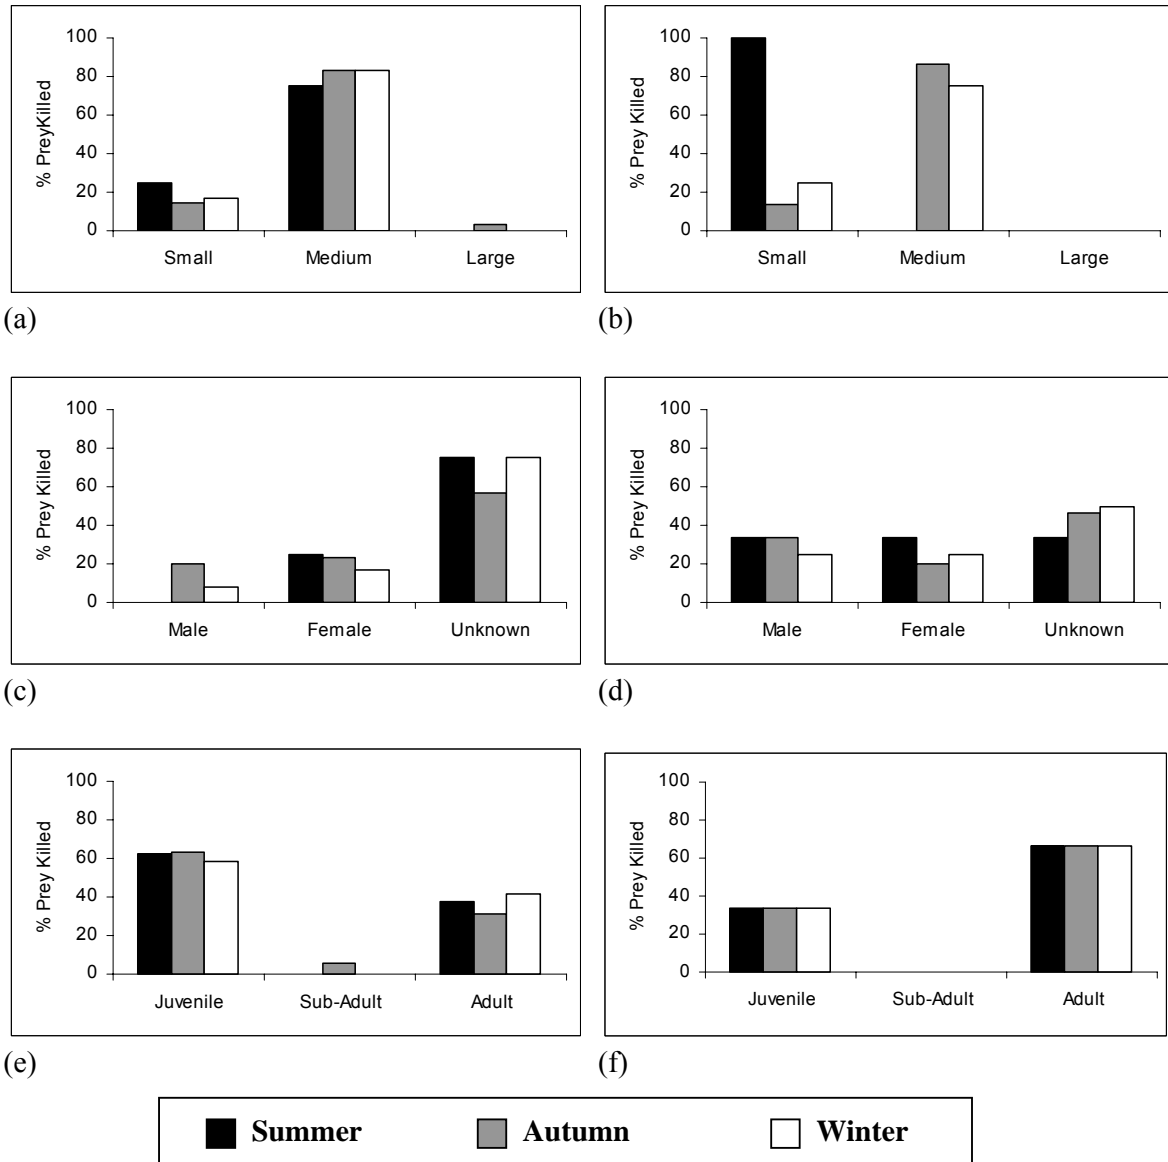 % PreyKilled
100
80
60
40
20
0
Small Medium Large
(a)
% Prey Killed
100
80
60
40
20
0
Small Medium Large
(b)
% Prey Killed
100
80
60
40
20
0
Male Female Unknown
(c)
% Prey Killed
100
80
60
40
20
0
Male Female Unknown
(d)
% Prey Killed
100
80
60
40
20
0
Juvenile Sub-Adult Adult
(e)
% Prey Killed
100
80
60
40
20
0
Juvenile Sub-Adult Adult
(f)
Summer Autumn Winter